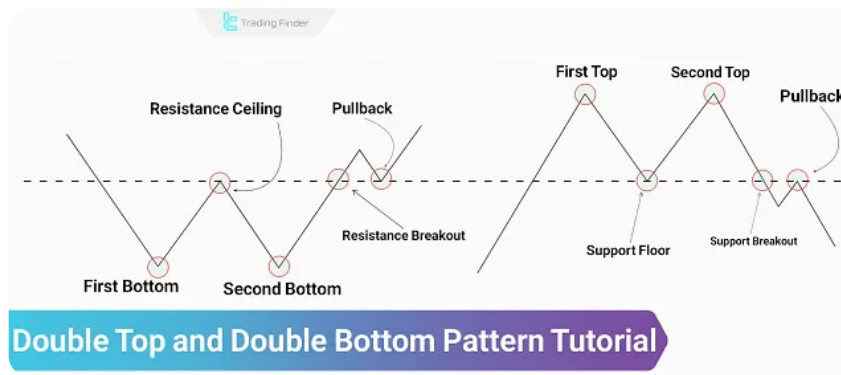 Trading Finder
First Top
Second Top
Resistance Ceiling
Pullback
Pullback
Resistance Breakout
Support Floor
Support Breakout
First Bottom
Second Bottom
Double Top and Double Bottom Pattern Tutorial